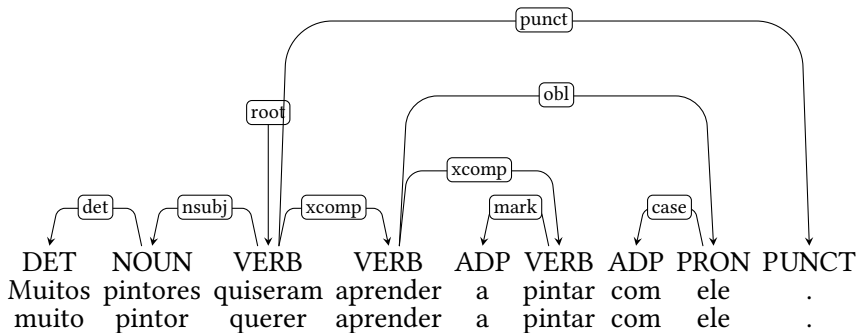 punct
obl
root
xcomp
det nsubj xcomp mark case
DET NOUN VERB VERB ADP VERB ADP PRON PUNCT
Muitos pintores quiseram aprender a pintar com ele .
muito pintor querer aprender a pintar com ele .